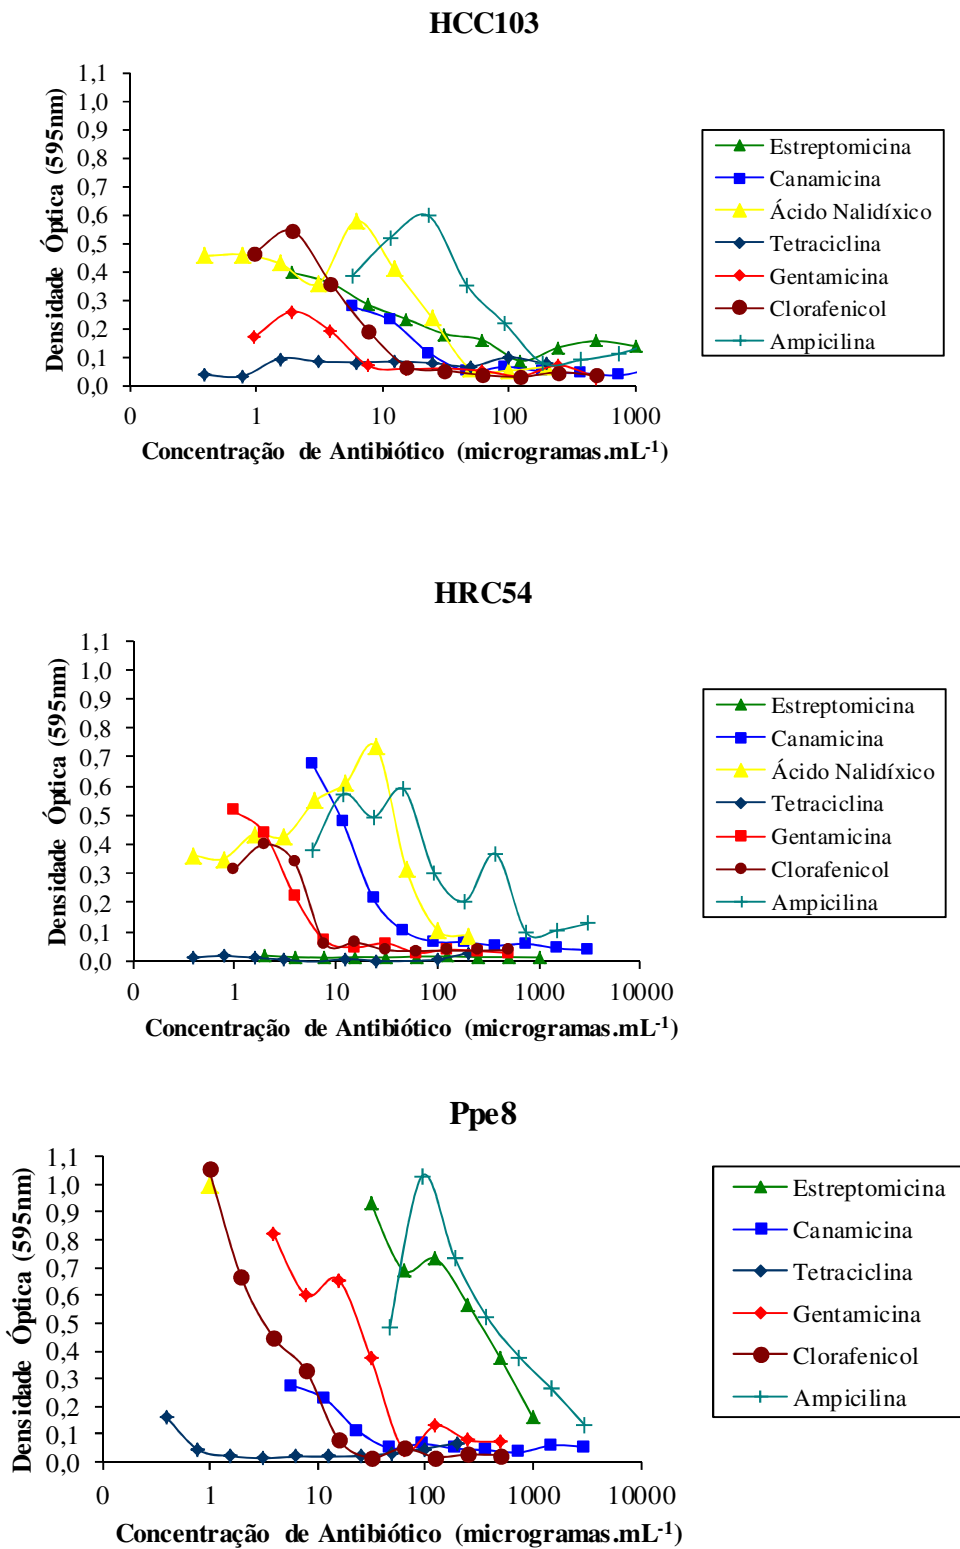 HCC103
Densidade Óptica (595nm)
1,1
1,0
0,9
0,8
0,7
0,6
0,5
0,4
0,3
0,2
0,1
0,0
0 1 10 100 1000
Concentração de Antibiótico (microgramas.mL-1)
Estreptomicina
Canamicina
Ácido Nalidíxico
Tetraciclina
Gentamicina
Clorafenicol
Ampicilina
HRC54
Densidade Óptica (595nm)
1,1
1,0
0,9
0,8
0,7
0,6
0,5
0,4
0,3
0,2
0,1
0,0
0 1 10 100 1000 10000
Concentração de Antibiótico (microgramas.mL-1)
Estreptomicina
Canamicina
Ácido Nalidíxico
Tetraciclina
Gentamicina
Clorafenicol
Ampicilina
Ppe8
Densidade Óptica (595nm)
1,1
1,0
0,9
0,8
0,7
0,6
0,5
0,4
0,3
0,2
0,1
0,0
0 1 10 100 1000 10000
Concentração de Antibiótico (microgramas.mL-1)
Estreptomicina
Canamicina
Tetraciclina
Gentamicina
Clorafenicol
Ampicilina